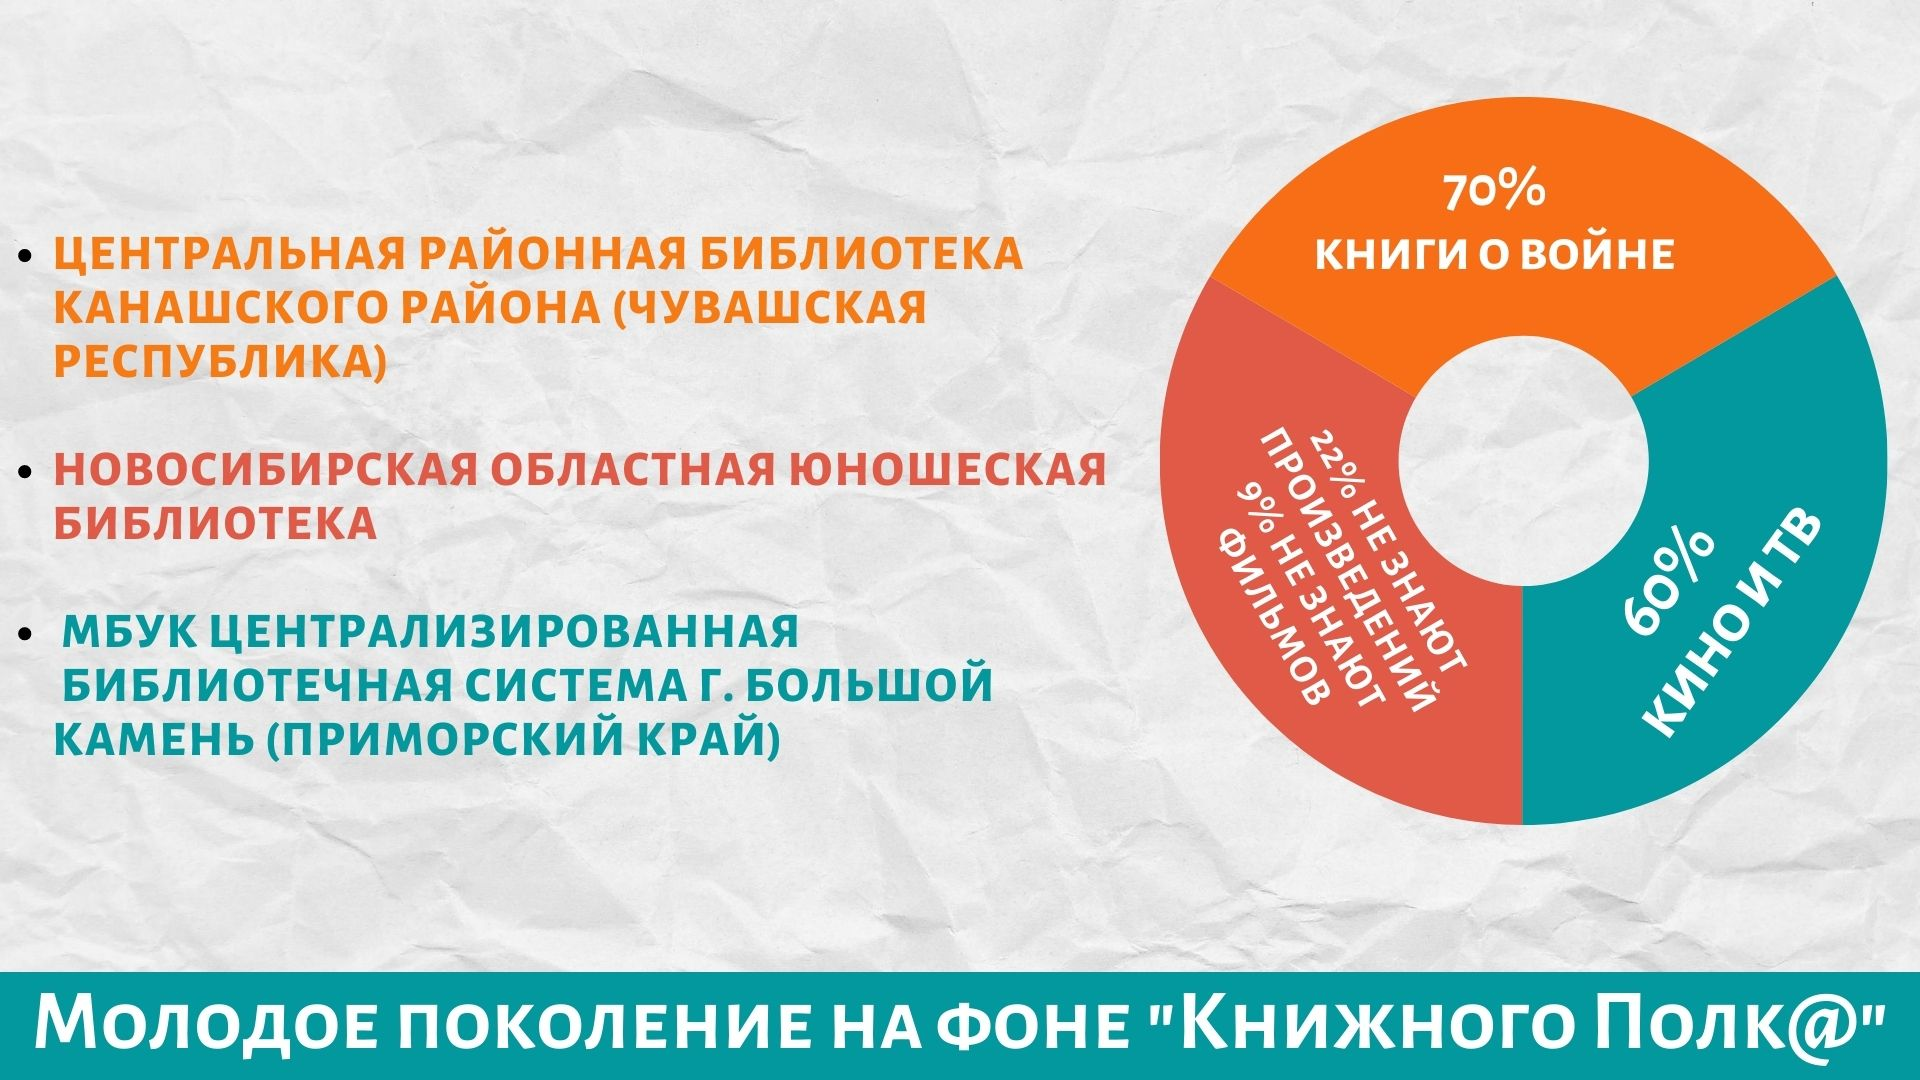 • ЦЕНТРАЛЬНАЯ РАЙОННАЯ БИБЛИОТЕКА
КАНАШСКОГО РАЙОНА (ЧУВАШСКАЯ
РЕСПУБЛИКА)
• НОВОСИБИРСКАЯ ОБЛАСТНАЯ ЮНОШЕСКАЯ
БИБЛИОТЕКА
• МБУК ЦЕНТРАЛИЗИРОВАННАЯ
БИБЛИОТЕЧНАЯ СИСТЕМА Г. БОЛЬШОЙ
КАМЕНЬ (ПРИМОРСКИЙ КРАЙ)
70%
КНИГИ О ВОЙНЕ
22% НЕ ЗНАЮТ
ПРОИЗВЕДЕНИЙ
9% НЕ ЗНАЮТ
ФИЛЬМОВ
60%
КИНО И ТВ
Молодое поколение на фоне "Книжного Полк@"